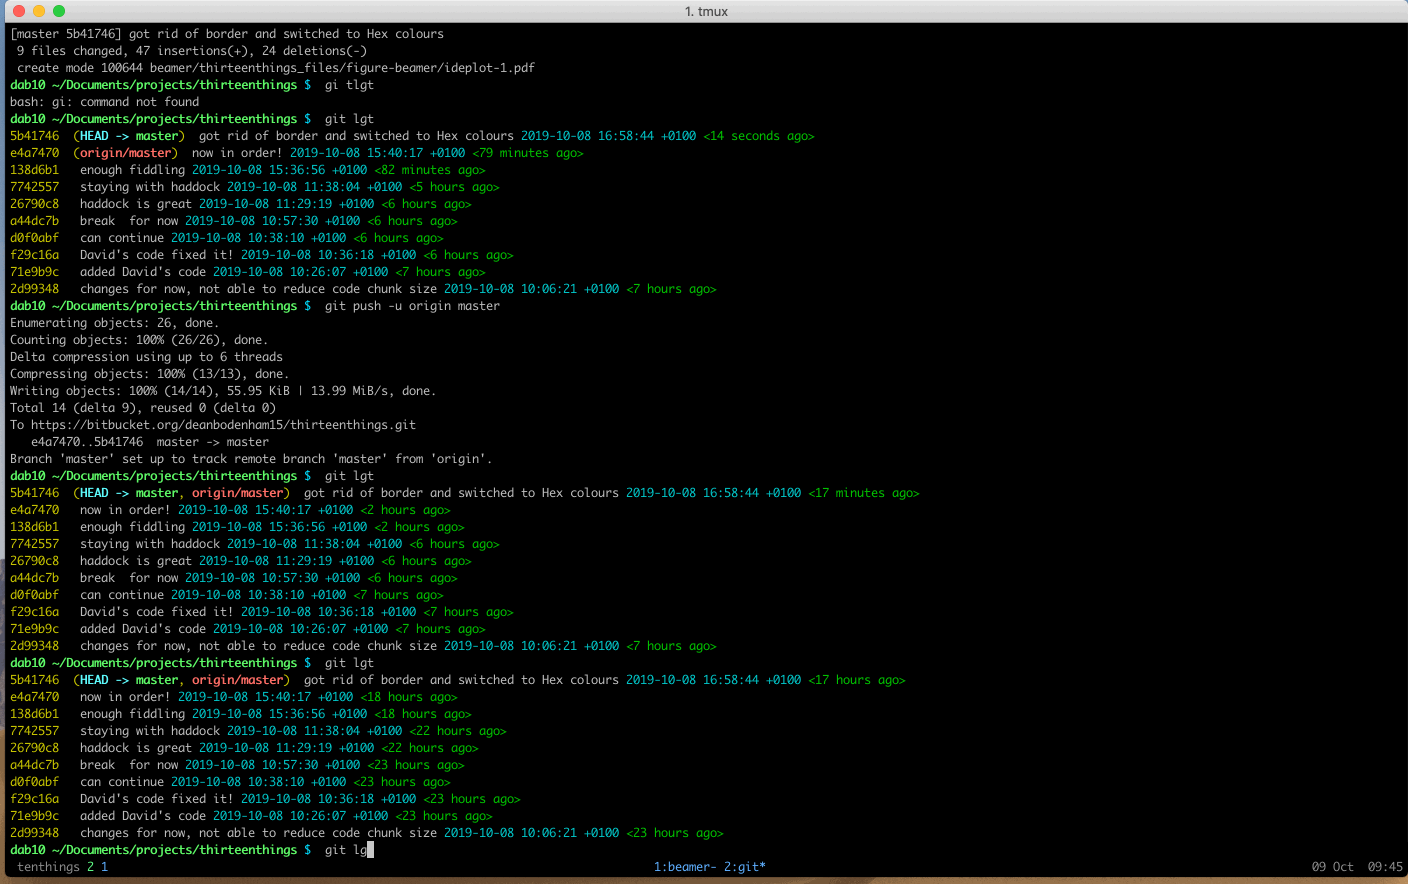 1. tmux
[master 5b41746] got rid of border and switched to Hex colours
 9 files changed, 47 insertions(+), 24 deletions(-)
 create mode 100644 beamer/thirteenthings_files/figure-beamer/ideplot-1.pdf
dab10 ~/Documents/projects/thirteenthings $  gi tlgt
bash: gi: command not found
dab10 ~/Documents/projects/thirteenthings $  git lgt
5b41746  (HEAD -> master)  got rid of border and switched to Hex colours 2019-10-08 16:58:44 +0100 <14 seconds ago>
e4a7470  (origin/master)  now in order! 2019-10-08 15:40:17 +0100 <79 minutes ago>
138d6b1   enough fiddling 2019-10-08 15:36:56 +0100 <82 minutes ago>
7742557   staying with haddock 2019-10-08 11:38:04 +0100 <5 hours ago>
26790c8   haddock is great 2019-10-08 11:29:19 +0100 <6 hours ago>
a44dc7b   break  for now 2019-10-08 10:57:30 +0100 <6 hours ago>
d0f0abf   can continue 2019-10-08 10:38:10 +0100 <6 hours ago>
f29c16a   David's code fixed it! 2019-10-08 10:36:18 +0100 <6 hours ago>
71e9b9c   added David's code 2019-10-08 10:26:07 +0100 <7 hours ago>
2d99348   changes for now, not able to reduce code chunk size 2019-10-08 10:06:21 +0100 <7 hours ago>
dab10 ~/Documents/projects/thirteenthings $  git push -u origin master
Enumerating objects: 26, done.
Counting objects: 100% (26/26), done.
Delta compression using up to 6 threads
Compressing objects: 100% (13/13), done.
Writing objects: 100% (14/14), 55.95 KiB | 13.99 MiB/s, done.
Total 14 (delta 9), reused 0 (delta 0)
To https://bitbucket.org/deanbodenham15/thirteenthings.git
   e4a7470..5b41746  master -> master
Branch 'master' set up to track remote branch 'master' from 'origin'.
dab10 ~/Documents/projects/thirteenthings $  git lgt
5b41746  (HEAD -> master, origin/master)  got rid of border and switched to Hex colours 2019-10-08 16:58:44 +0100 <17 minutes ago>
e4a7470   now in order! 2019-10-08 15:40:17 +0100 <2 hours ago>
138d6b1   enough fiddling 2019-10-08 15:36:56 +0100 <2 hours ago>
7742557   staying with haddock 2019-10-08 11:38:04 +0100 <6 hours ago>
26790c8   haddock is great 2019-10-08 11:29:19 +0100 <6 hours ago>
a44dc7b   break  for now 2019-10-08 10:57:30 +0100 <6 hours ago>
d0f0abf   can continue 2019-10-08 10:38:10 +0100 <7 hours ago>
f29c16a   David's code fixed it! 2019-10-08 10:36:18 +0100 <7 hours ago>
71e9b9c   added David's code 2019-10-08 10:26:07 +0100 <7 hours ago>
2d99348   changes for now, not able to reduce code chunk size 2019-10-08 10:06:21 +0100 <7 hours ago>
dab10 ~/Documents/projects/thirteenthings $  git lgt
5b41746  (HEAD -> master, origin/master)  got rid of border and switched to Hex colours 2019-10-08 16:58:44 +0100 <17 hours ago>
e4a7470   now in order! 2019-10-08 15:40:17 +0100 <18 hours ago>
138d6b1   enough fiddling 2019-10-08 15:36:56 +0100 <18 hours ago>
7742557   staying with haddock 2019-10-08 11:38:04 +0100 <22 hours ago>
26790c8   haddock is great 2019-10-08 11:29:19 +0100 <22 hours ago>
a44dc7b   break  for now 2019-10-08 10:57:30 +0100 <23 hours ago>
d0f0abf   can continue 2019-10-08 10:38:10 +0100 <23 hours ago>
f29c16a   David's code fixed it! 2019-10-08 10:36:18 +0100 <23 hours ago>
71e9b9c   added David's code 2019-10-08 10:26:07 +0100 <23 hours ago>
2d99348   changes for now, not able to reduce code chunk size 2019-10-08 10:06:21 +0100 <23 hours ago>
dab10 ~/Documents/projects/thirteenthings $  git lg
 tenthings 2 1 1:beamer- 2:git* 09 Oct  09:45